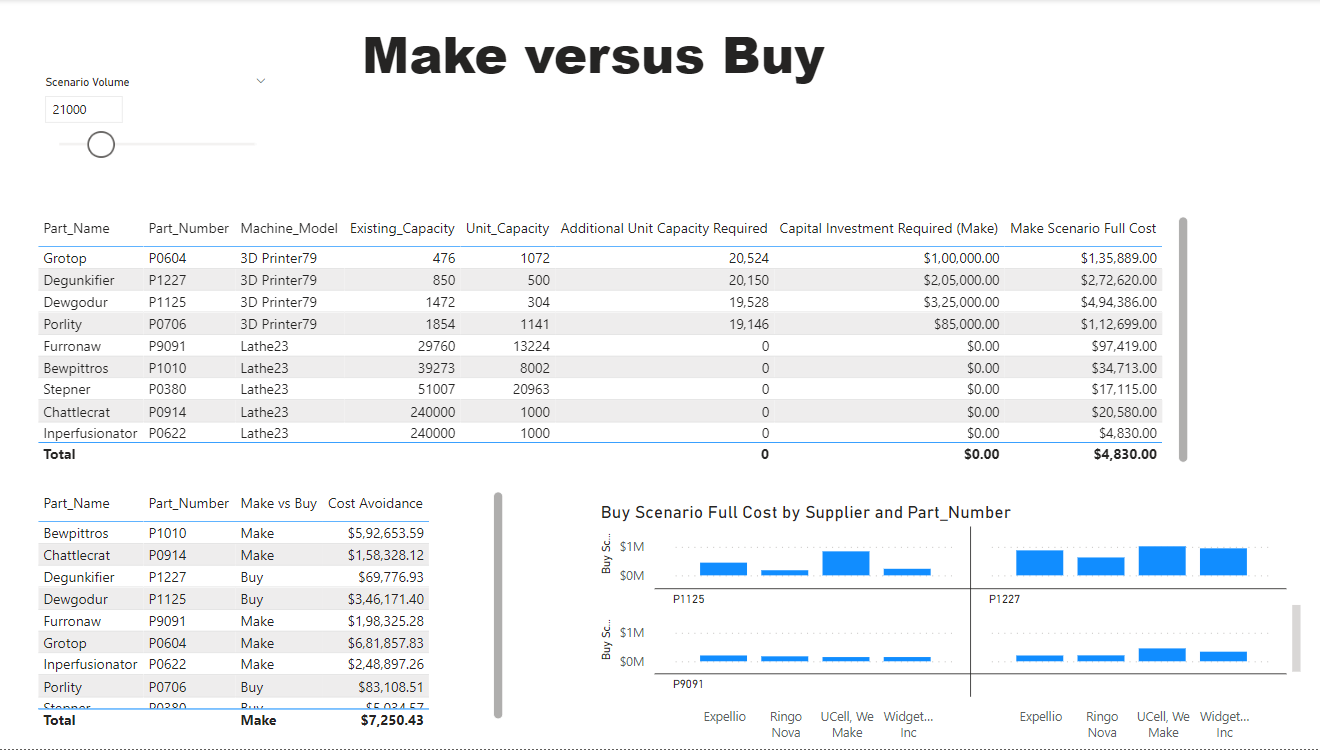 Make versus Buy
Scenario Volume
21000
Part_Name Part_Number Machine_Model Existing_Capacity Unit_Capacity Additional Unit Capacity Required Capital Investment Required (Make) Make Scenario Full Cost
Grotop P0604 3D Printer79 476 1072 20,524 $1,00,000.00 $1,35,889.00
Degunkifier P1227 3D Printer79 850 500 20,150 $2,05,000.00 $2,72,620.00
Dewgodur P1125 3D Printer79 1472 304 19,528 $3,25,000.00 $4,94,386.00
Porlity P0706 3D Printer79 1854 1141 19,146 $85,000.00 $1,12,699.00
Furronaw P9091 Lathe23 29760 13224 0 $0.00 $97,419.00
Bewpittros P1010 Lathe23 39273 8002 0 $0.00 $34,713.00
Stepner P0380 Lathe23 51007 20963 0 $0.00 $17,115.00
Chattlecrat P0914 Lathe23 240000 1000 0 $0.00 $20,580.00
Inperfusionator P0622 Lathe23 240000 1000 0 $0.00 $4,830.00
Total 0 $0.00 $4,830.00
Part_Name Part_Number Make vs Buy Cost Avoidance
Bewpittros P1010 Make $5,92,653.59
Chattlecrat P0914 Make $1,58,328.12
Degunkifier P1227 Buy $69,776.93
Dewgodur P1125 Buy $3,46,171.40
Furronaw P9091 Make $1,98,325.28
Grotop P0604 Make $6,81,857.83
Inperfusionator P0622 Make $2,48,897.26
Porlity P0706 Buy $83,108.51
Stepner P0380 Buy $5,034.57
Total Make $7,250.43
Buy Scenario Full Cost by Supplier and Part_Number
Buy Sc...
$1M
$0M
P1125 P1227
Buy Sc...
$1M
$0M
P9091
Expellio Ringo Nova UCell, We Make Widget... Inc Expellio Ringo Nova UCell, We Make Widget... Inc